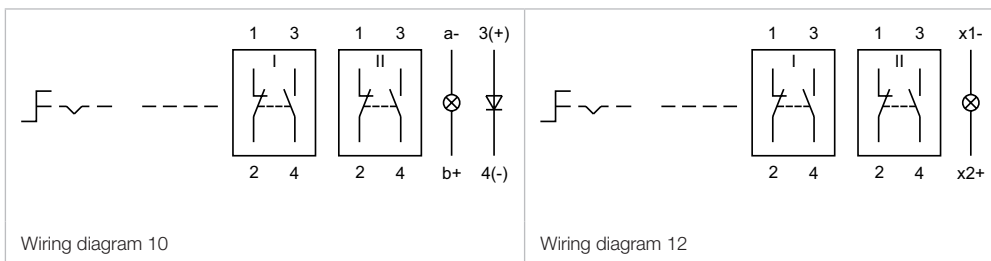 1 3 1 3 a- 3(+)
I II
2 4 2 4 b+ 4(-)
Wiring diagram 10
1 3 1 3 x1-
I II
2 4 2 4 x2+
Wiring diagram 12